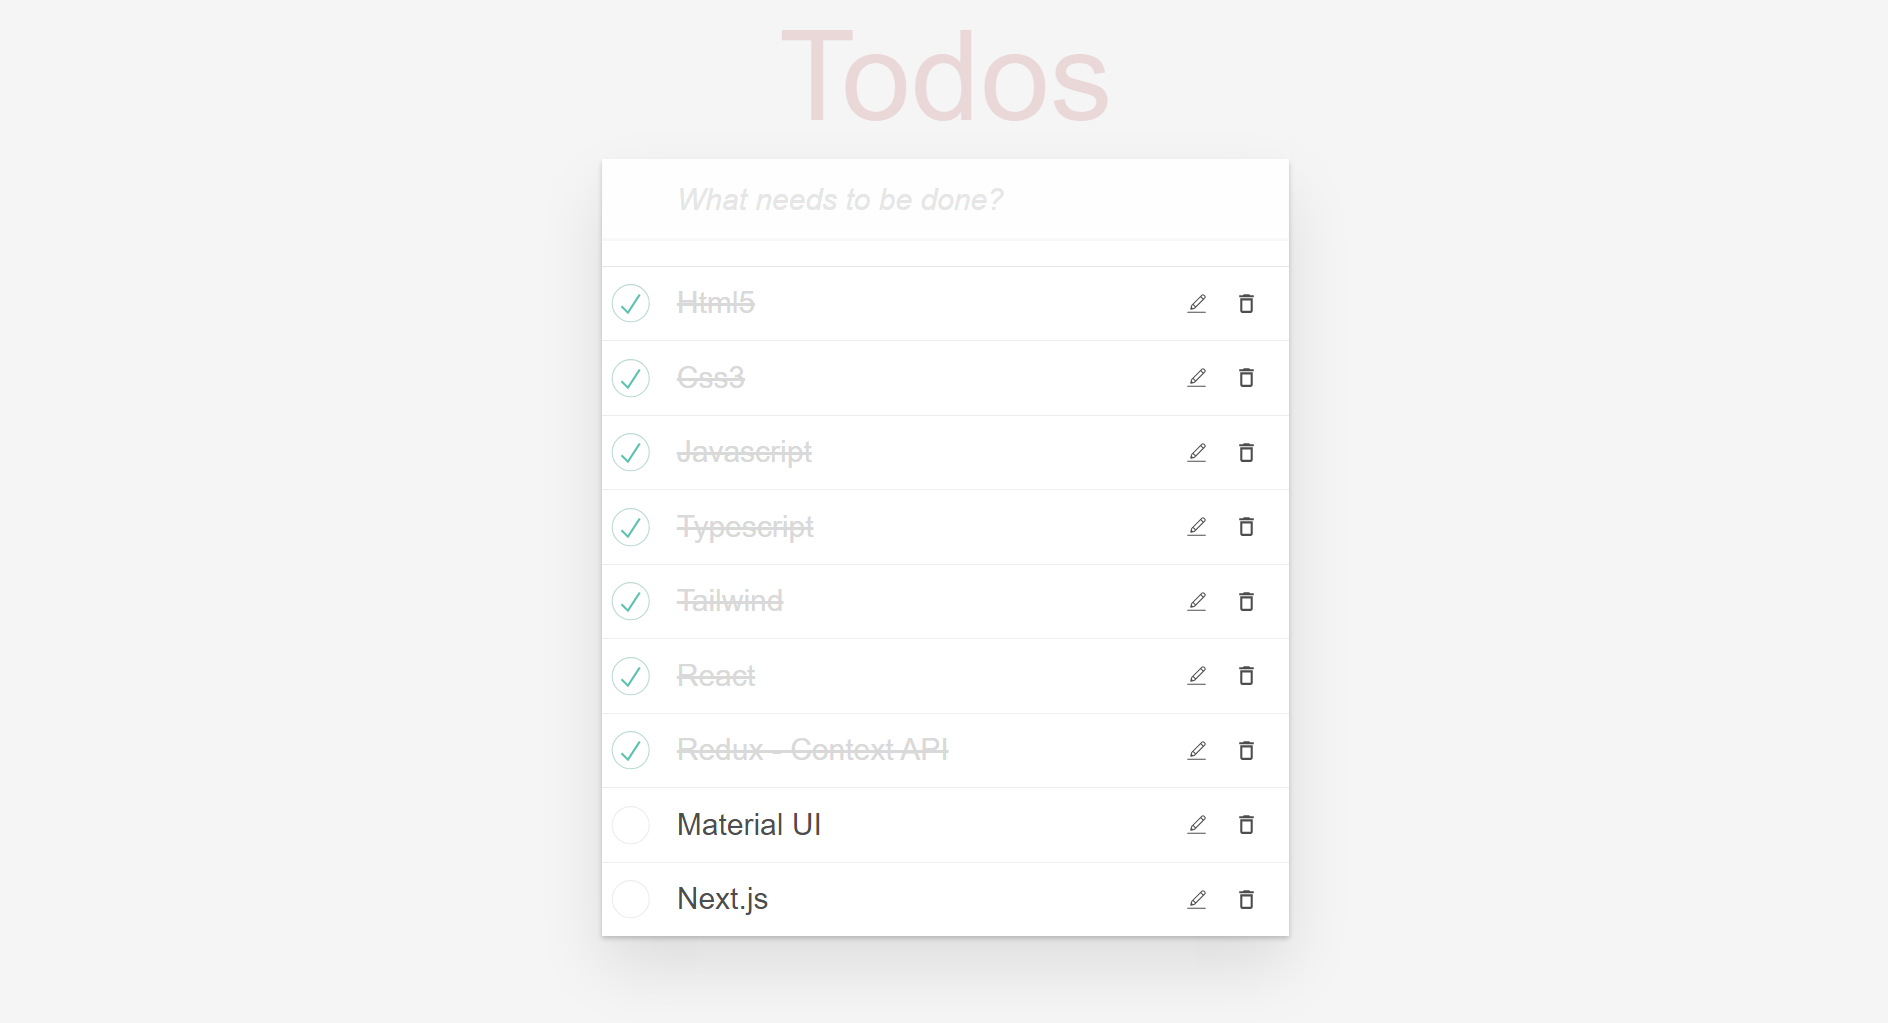 Todos
What needs to be done?
Html5
Css3
Javascript
Typescript
Tailwind
React
Redux - Context API
Material UI
Next.js